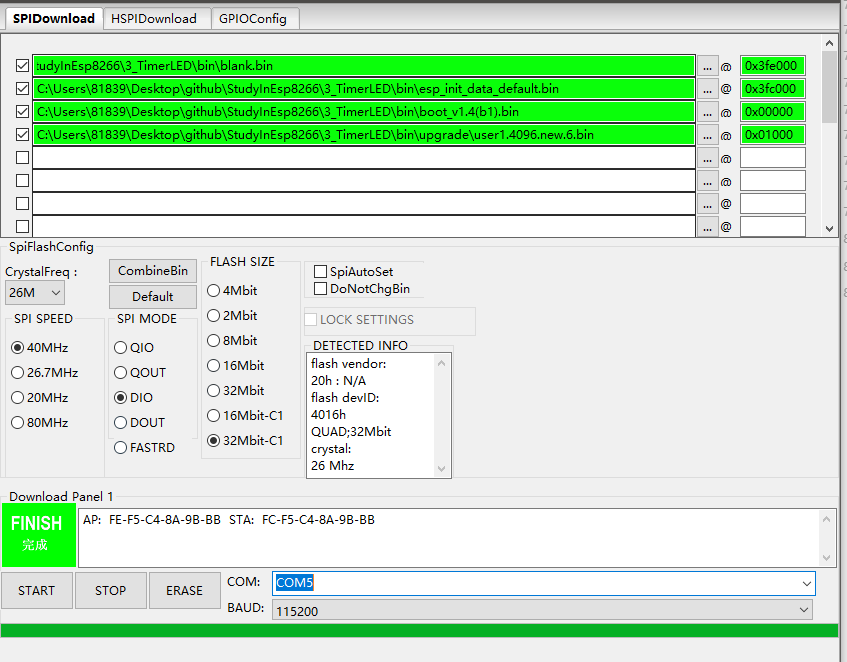 SPIDownload HSPIDownload GPIOConfig
:udyInEsp8266\3_TimerLED\bin\blank.bin ... @ 0x3fe000
C:\Users\81839\Desktop\github\StudyInEsp8266\3_TimerLED\bin\esp_init_data_default.bin ... @ 0x3fc000
C:\Users\81839\Desktop\github\StudyInEsp8266\3_TimerLED\bin\boot_v1.4(b1).bin ... @ 0x00000
C:\Users\81839\Desktop\github\StudyInEsp8266\3_TimerLED\bin\upgrade\user1.4096.new.6.bin ... @ 0x01000
... @
... @
... @
... @
SpiFlashConfig
CrystalFreq :
26M
CombineBin
Default
SPI SPEED
40MHz
26.7MHz
20MHz
80MHz
SPI MODE
QIO
QOUT
DIO
DOUT
FASTRD
FLASH SIZE
4Mbit
2Mbit
8Mbit
16Mbit
32Mbit
16Mbit-C1
32Mbit-C1
SpiAutoSet
DoNotChgBin
LOCK SETTINGS
DETECTED INFO
flash vendor:
20h : N/A
flash devID:
4016h
QUAD;32Mbit
crystal:
26 Mhz
Download Panel 1
FINISH
完成
AP: FE-F5-C4-8A-9B-BB STA: FC-F5-C4-8A-9B-BB
START STOP ERASE
COM: COM5
BAUD: 115200